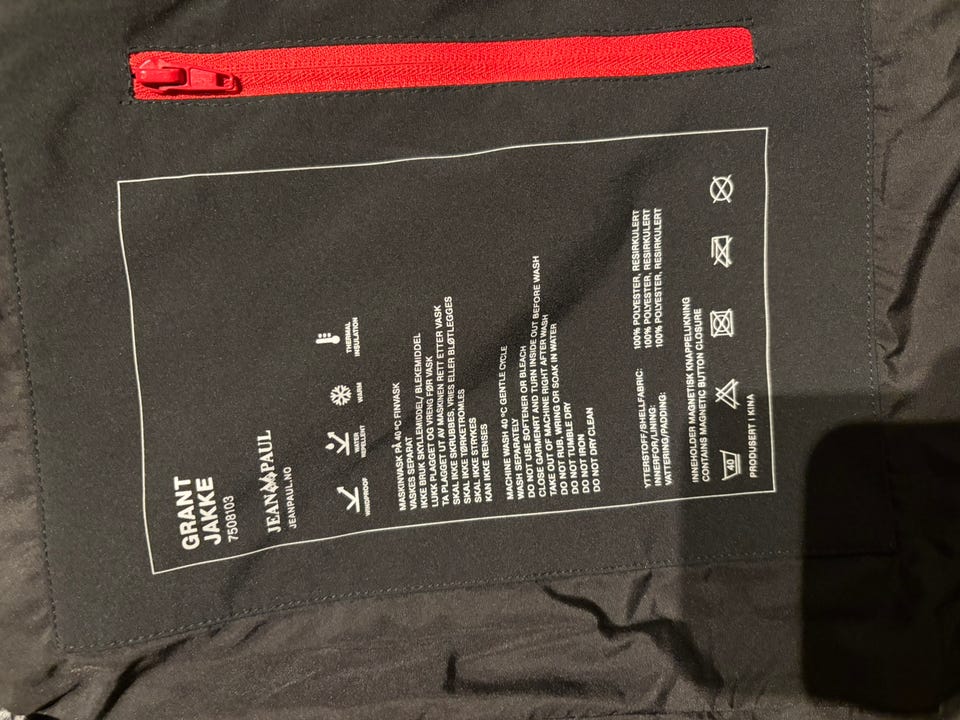 GRANT
JAKKE
7508103
JEAN PAUL
JEANPAUL.NO
WINDPROOF
WATER
REPELLENT
WARM
THERMAL
INSULATION
MASKINVASK PÅ 40 ºC FINVASK
VASKES SEPARAT
IKKE BRUK SKYLLEMIDDEL/ BLEKEMIDDEL
LUKK PLAGGET OG VRENG FØR VASK
TA PLAGGET UT AV MASKINEN RETT ETTER VASK
SKAL IKKE SKRUBBES, VRIES ELLER BLØTLEGGES
SKAL IKKE TØRKETROMLES
SKAL IKKE STRYKES
KAN IKKE RENSES
MACHINE WASH 40 ºC GENTLE CYCLE
WASH SEPARATELY
DO NOT USE SOFTENER OR BLEACH
CLOSE GARMENT AND TURN INSIDE OUT BEFORE WASH
TAKE OUT OF MACHINE RIGHT AFTER WASH
DO NOT RUB, WRING OR SOAK IN WATER
DO NOT TUMBLE DRY
DO NOT IRON
DO NOT DRY CLEAN
YTTERSTOFF/SHELLFABRIC: 100% POLYESTER, RESIRKULERT
INNERFOR/LINING: 100% POLYESTER, RESIRKULERT
VATTERING/PADDING: 100% POLYESTER, RESIRKULERT
INNEHOLDER MAGNETISK KNAPPELUKNING
CONTAINS MAGNETIC BUTTON CLOSURE
40
PRODUSERT I KINA